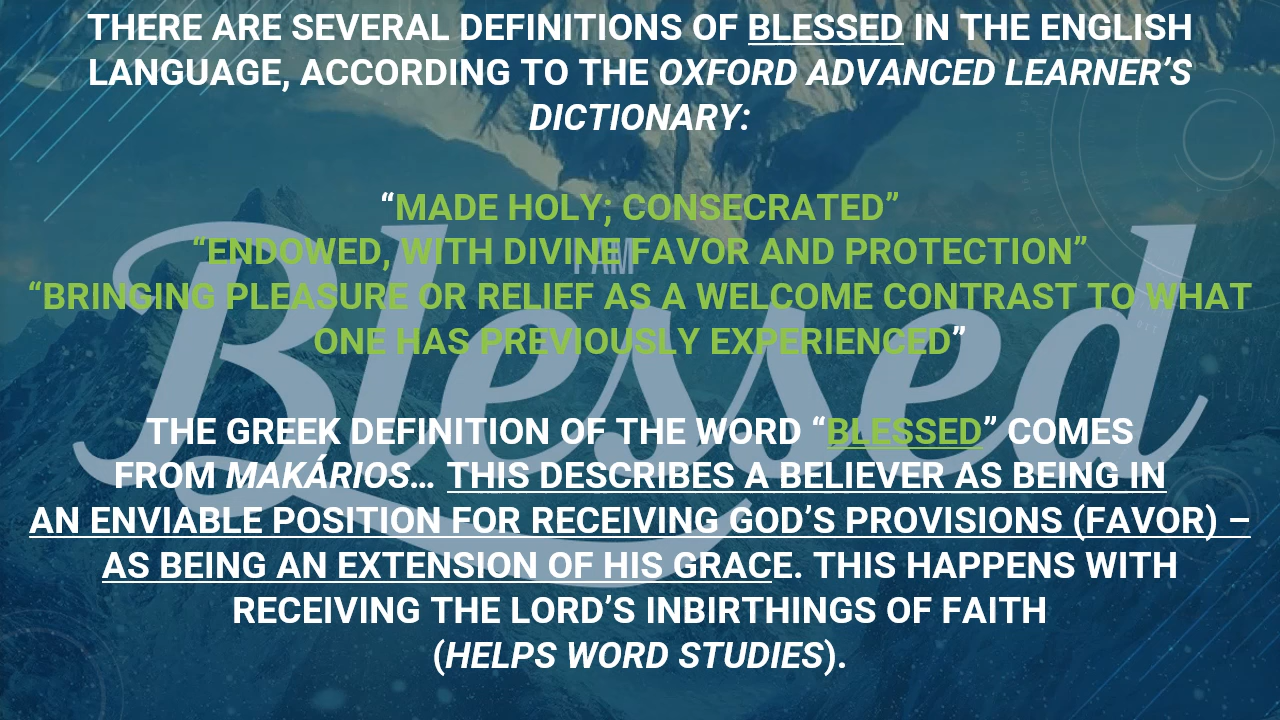 THERE ARE SEVERAL DEFINITIONS OF BLESSED IN THE ENGLISH
LANGUAGE, ACCORDING TO THE OXFORD ADVANCED LEARNER’S
DICTIONARY:
“MADE HOLY; CONSECRATED”
“ENDOWED, WITH DIVINE FAVOR AND PROTECTION”
I AM
“BRINGING PLEASURE OR RELIEF AS A WELCOME CONTRAST TO WHAT
ONE HAS PREVIOUSLY EXPERIENCED”
Blessed
THE GREEK DEFINITION OF THE WORD “BLESSED” COMES
FROM MAKÁRIOS… THIS DESCRIBES A BELIEVER AS BEING IN
AN ENVIABLE POSITION FOR RECEIVING GOD’S PROVISIONS (FAVOR) –
AS BEING AN EXTENSION OF HIS GRACE. THIS HAPPENS WITH
RECEIVING THE LORD’S INBIRTHINGS OF FAITH
(HELPS WORD STUDIES).